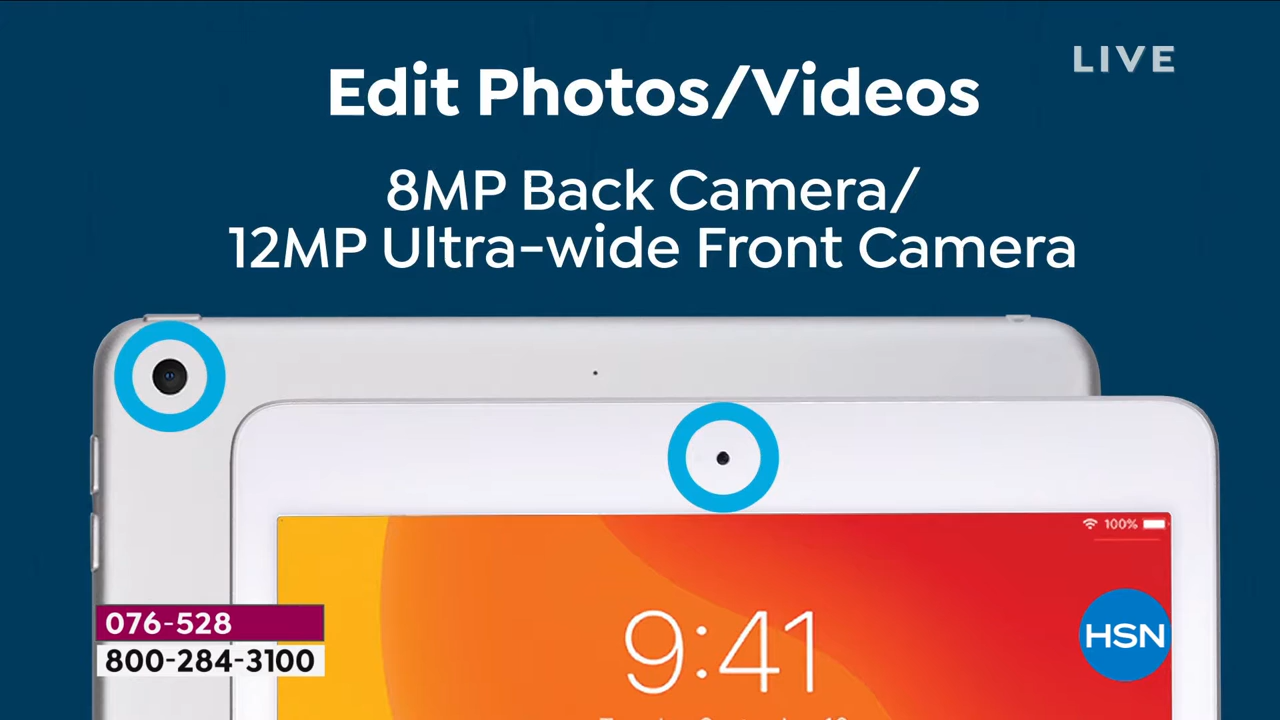 LIVE
Edit Photos/Videos
8MP Back Camera/
12MP Ultra-wide Front Camera
100%
9:41
076-528
800-284-3100
HSN